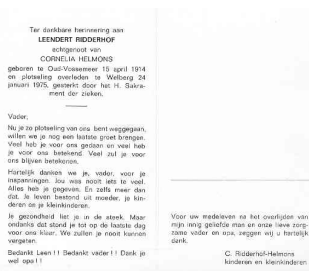 Ter dankbare herinnering aan
LEENDERT RIDDERHOF
echtgenoot van
CORNELIA HELMONS
geboren te Oud-Vossemeer 15 april 1914
en plotseling overleden te Welberg 24
januari 1975, gesterkt door het H. Sakra-
ment der zieken.
Vader,
Nu je zo plotseling van ons bent weggegaan,
willen we je nog een laatste groet brengen.
Veel heb je voor ons gedaan en veel heb
je voor ons betekend. Veel zul je voor
ons blijven betekenen.
Hartelijk danken we je, vader, voor je
inspanningen. Jou was nooit iets te veel.
Alles heb je gegeven. En zelfs meer dan
dat. Je leven bestond uit moeder, je kin-
deren en je kleinkinderen.
Je gezondheid liet je in de steek. Maar
ondanks dat stond je tot op de laatste dag
voor ons klaar. We zullen je nooit kunnen
vergeten.
Bedankt Leen!! Bedankt vader!! Dank je
wel opa!!
Voor uw medeleven na het overlijden van
mijn innig geliefde man en onze lieve zorg-
zame vader en opa, zeggen wij u hartelijk
dank.
C. Ridderhof-Helmons
kinderen en kleinkinderen